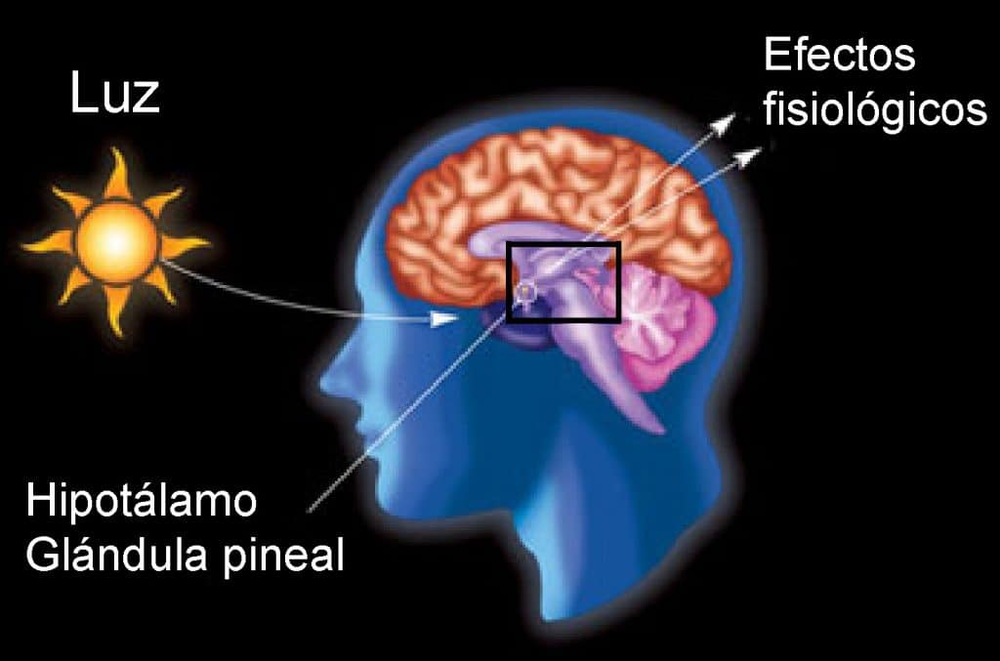 Luz
Efectos
fisiológicos
Hipotálamo
Glándula pineal